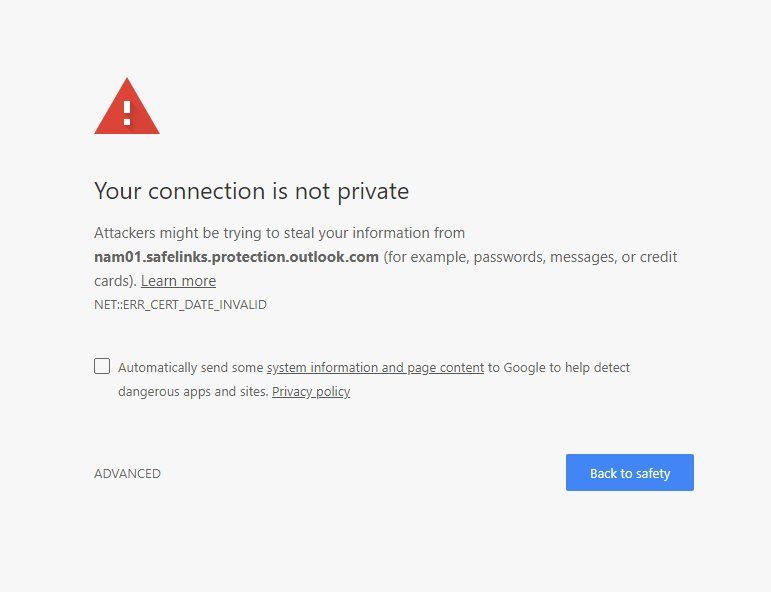 Your connection is not private
Attackers might be trying to steal your information from
nam01.safelinks.protection.outlook.com (for example, passwords, messages, or credit
cards). Learn more
NET::ERR_CERT_DATE_INVALID
Automatically send some system information and page content to Google to help detect
dangerous apps and sites. Privacy policy
ADVANCED
Back to safety